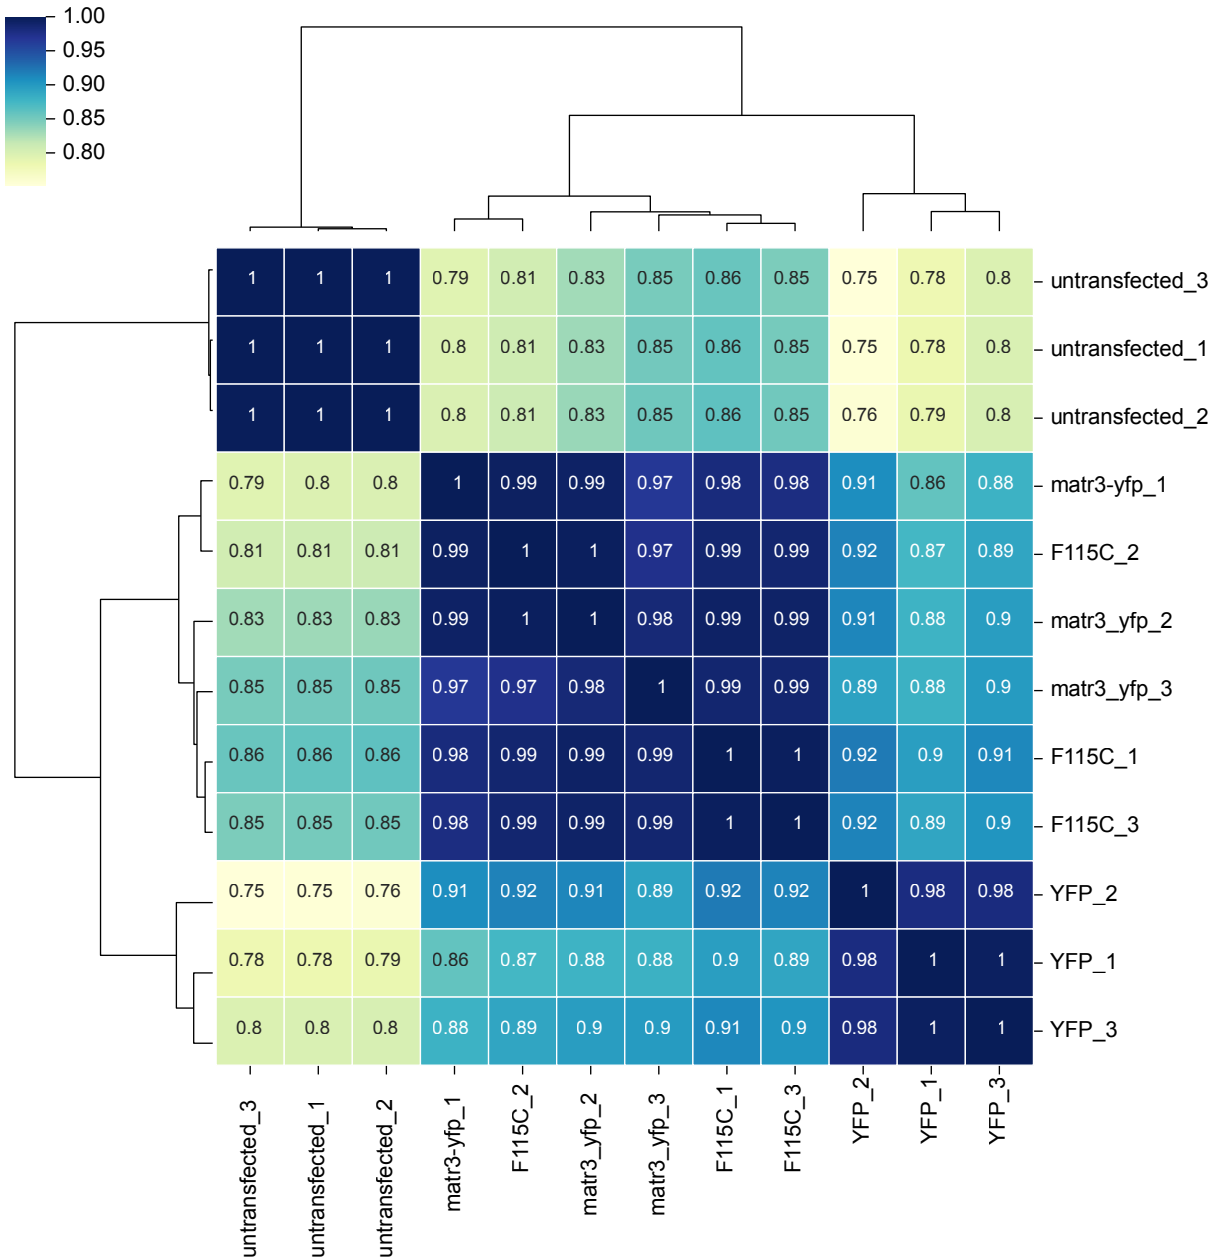 1.00
0.95
0.90
0.85
0.80
1 1 1 0.79 0.81 0.83 0.85 0.86 0.85 0.75 0.78 0.8 untransfected_3
1 1 1 0.8 0.81 0.83 0.85 0.86 0.85 0.75 0.78 0.8 untransfected_1
1 1 1 0.8 0.81 0.83 0.85 0.86 0.85 0.76 0.79 0.8 untransfected_2
0.79 0.8 0.8 1 0.99 0.99 0.97 0.98 0.98 0.91 0.86 0.88 matr3-yfp_1
0.81 0.81 0.81 0.99 1 1 0.97 0.99 0.99 0.92 0.87 0.89 F115C_2
0.83 0.83 0.83 0.99 1 1 0.98 0.99 0.99 0.91 0.88 0.9 matr3_yfp_2
0.85 0.85 0.85 0.97 0.97 0.98 1 0.99 0.99 0.89 0.88 0.9 matr3_yfp_3
0.86 0.86 0.86 0.98 0.99 0.99 0.99 1 1 0.92 0.9 0.91 F115C_1
0.85 0.85 0.85 0.98 0.99 0.99 0.99 1 1 0.92 0.89 0.9 F115C_3
0.75 0.75 0.76 0.91 0.92 0.91 0.89 0.92 0.92 1 0.98 0.98 YFP_2
0.78 0.78 0.79 0.86 0.87 0.88 0.88 0.9 0.89 0.98 1 1 YFP_1
0.8 0.8 0.8 0.88 0.89 0.9 0.9 0.91 0.9 0.98 1 1 YFP_3
untransfected_3
untransfected_1
untransfected_2
matr3-yfp_1
F115C_2
matr3_yfp_2
matr3_yfp_3
F115C_1
F115C_3
YFP_2
YFP_1
YFP_3